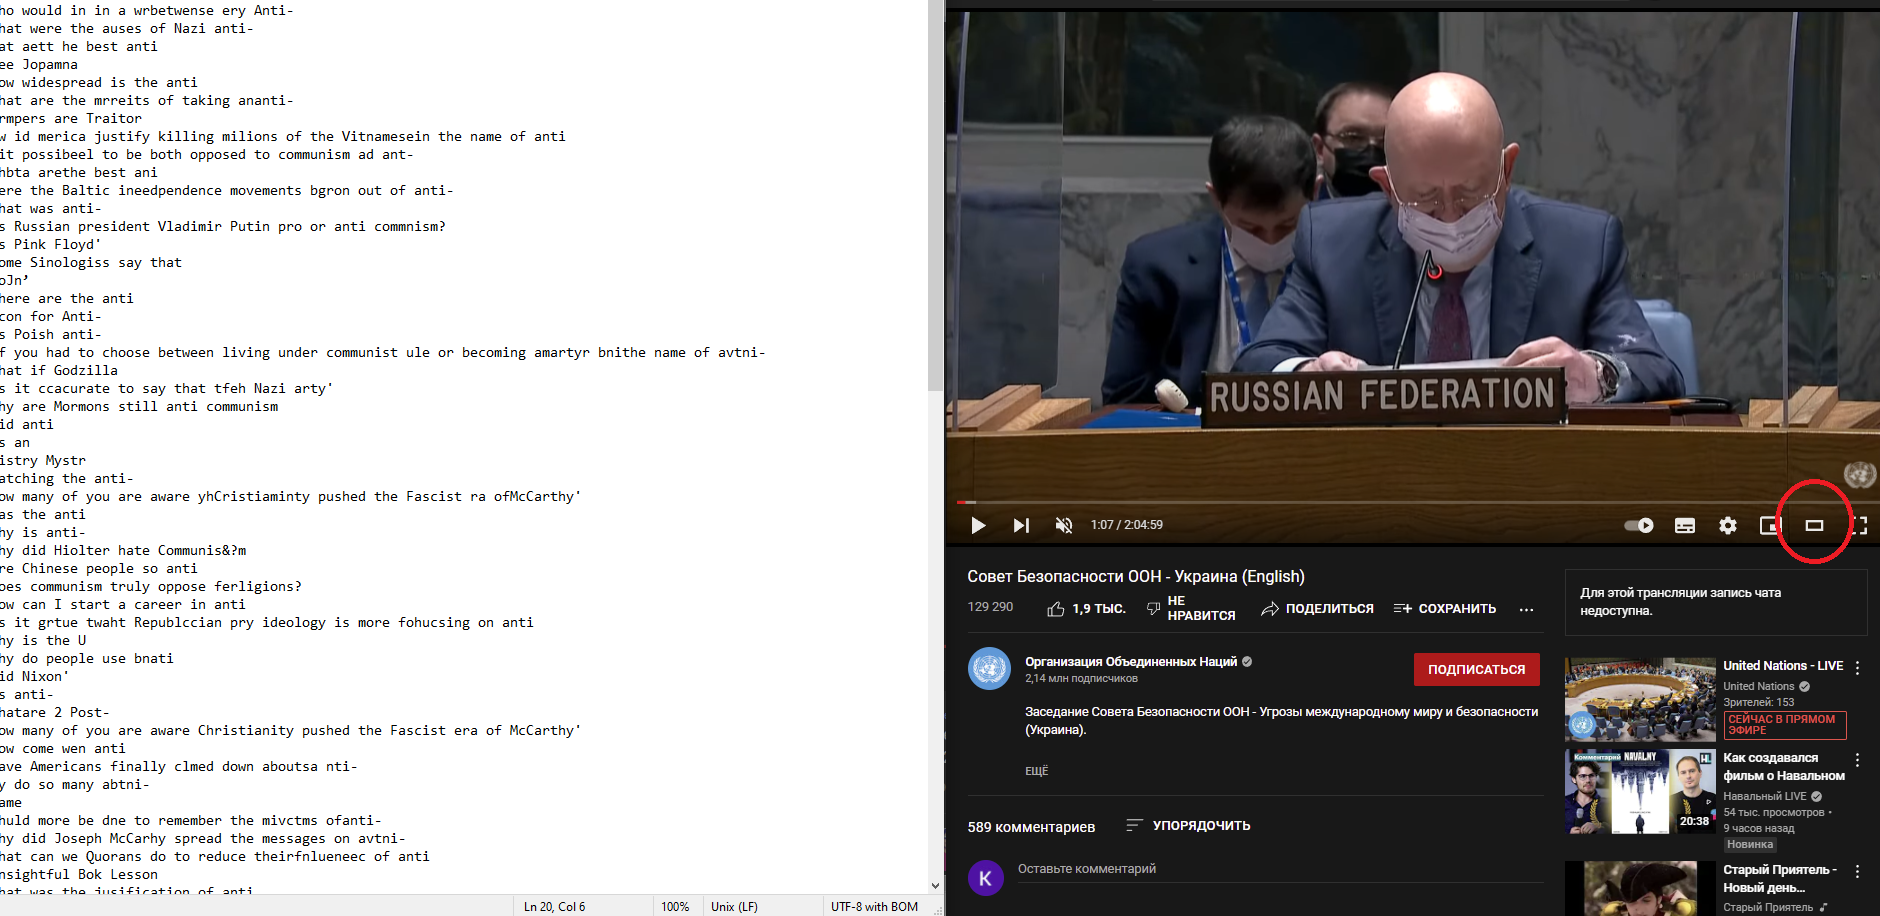 ho would in in a wrbetwense ery Anti-
hat were the auses of Nazi anti-
at aett he best anti
ee Jopamna
ow widespread is the anti
hat are the mrreits of taking ananti-
rmpers are Traitor
w id merica justify killing milions of the Vitnamesein the name of anti
it possibeel to be both opposed to communism ad ant-
hbta arethe best ani
ere the Baltic ineedpendence movements bgron out of anti-
hat was anti-
s Russian president Vladimir Putin pro or anti commnism?
s Pink Floyd'
ome Sinologiss say that
oJn’
here are the anti
con for Anti-
s Poish anti-
f you had to choose between living under communist ule or becoming amartyr bnithe name of avtni-
hat if Godzilla
s it ccacurate to say that tfeh Nazi arty'
hy are Mormons still anti communism
id anti
s an
istry Mystr
atching the anti-
ow many of you are aware yhCristiaminty pushed the Fascist ra ofMcCarthy'
as the anti
hy is anti-
hy did Hiolter hate Communis&?m
re Chinese people so anti
oes communism truly oppose ferligions?
ow can I start a career in anti
s it grtue twaht Republccian pry ideology is more fohucsing on anti
hy is the U
hy do people use bnati
id Nixon'
s anti-
hatare 2 Post-
ow many of you are aware Christianity pushed the Fascist era of McCarthy'
ow come wen anti
ave Americans finally clmed down aboutsa nti-
y do so many abtni-
ame
huld more be dne to remember the mivctms ofanti-
hy did Joseph McCarhy spread the messages on avtni-
hat can we Quorans do to reduce theirfnlueneec of anti
nsightful Bok Lesson
hat was the jusification of anti
Ln 20, Col 6
100%
Unix (LF)
UTF-8 with BOM
RUSSIAN FEDERATION
1:07 / 2:04:59
Совет Безопасности ООН - Украина (English)
129 290
1,9 ТЫС.
НЕ
НРАВИТСЯ
ПОДЕЛИТЬСЯ
СОХРАНИТЬ
Организация Объединенных Наций
2,14 млн подписчиков
ПОДПИСАТЬСЯ
Заседание Совета Безопасности ООН - Угрозы международному миру и безопасности
(Украина).
ЕЩЁ
589 комментариев
УПОРЯДОЧИТЬ
K
Оставьте комментарий
Для этой трансляции запись чата
недоступна.
United Nations - LIVE
United Nations
Зрителей: 153
СЕЙЧАС В ПРЯМОМ
ЭФИРЕ
Комментарий
NAVALNY
HL
20:38
Как создавался
фильм о Навальном
Навальный LIVE
54 тыс. просмотров •
9 часов назад
Новинка
Старый Приятель -
Новый день...
Старый Приятель